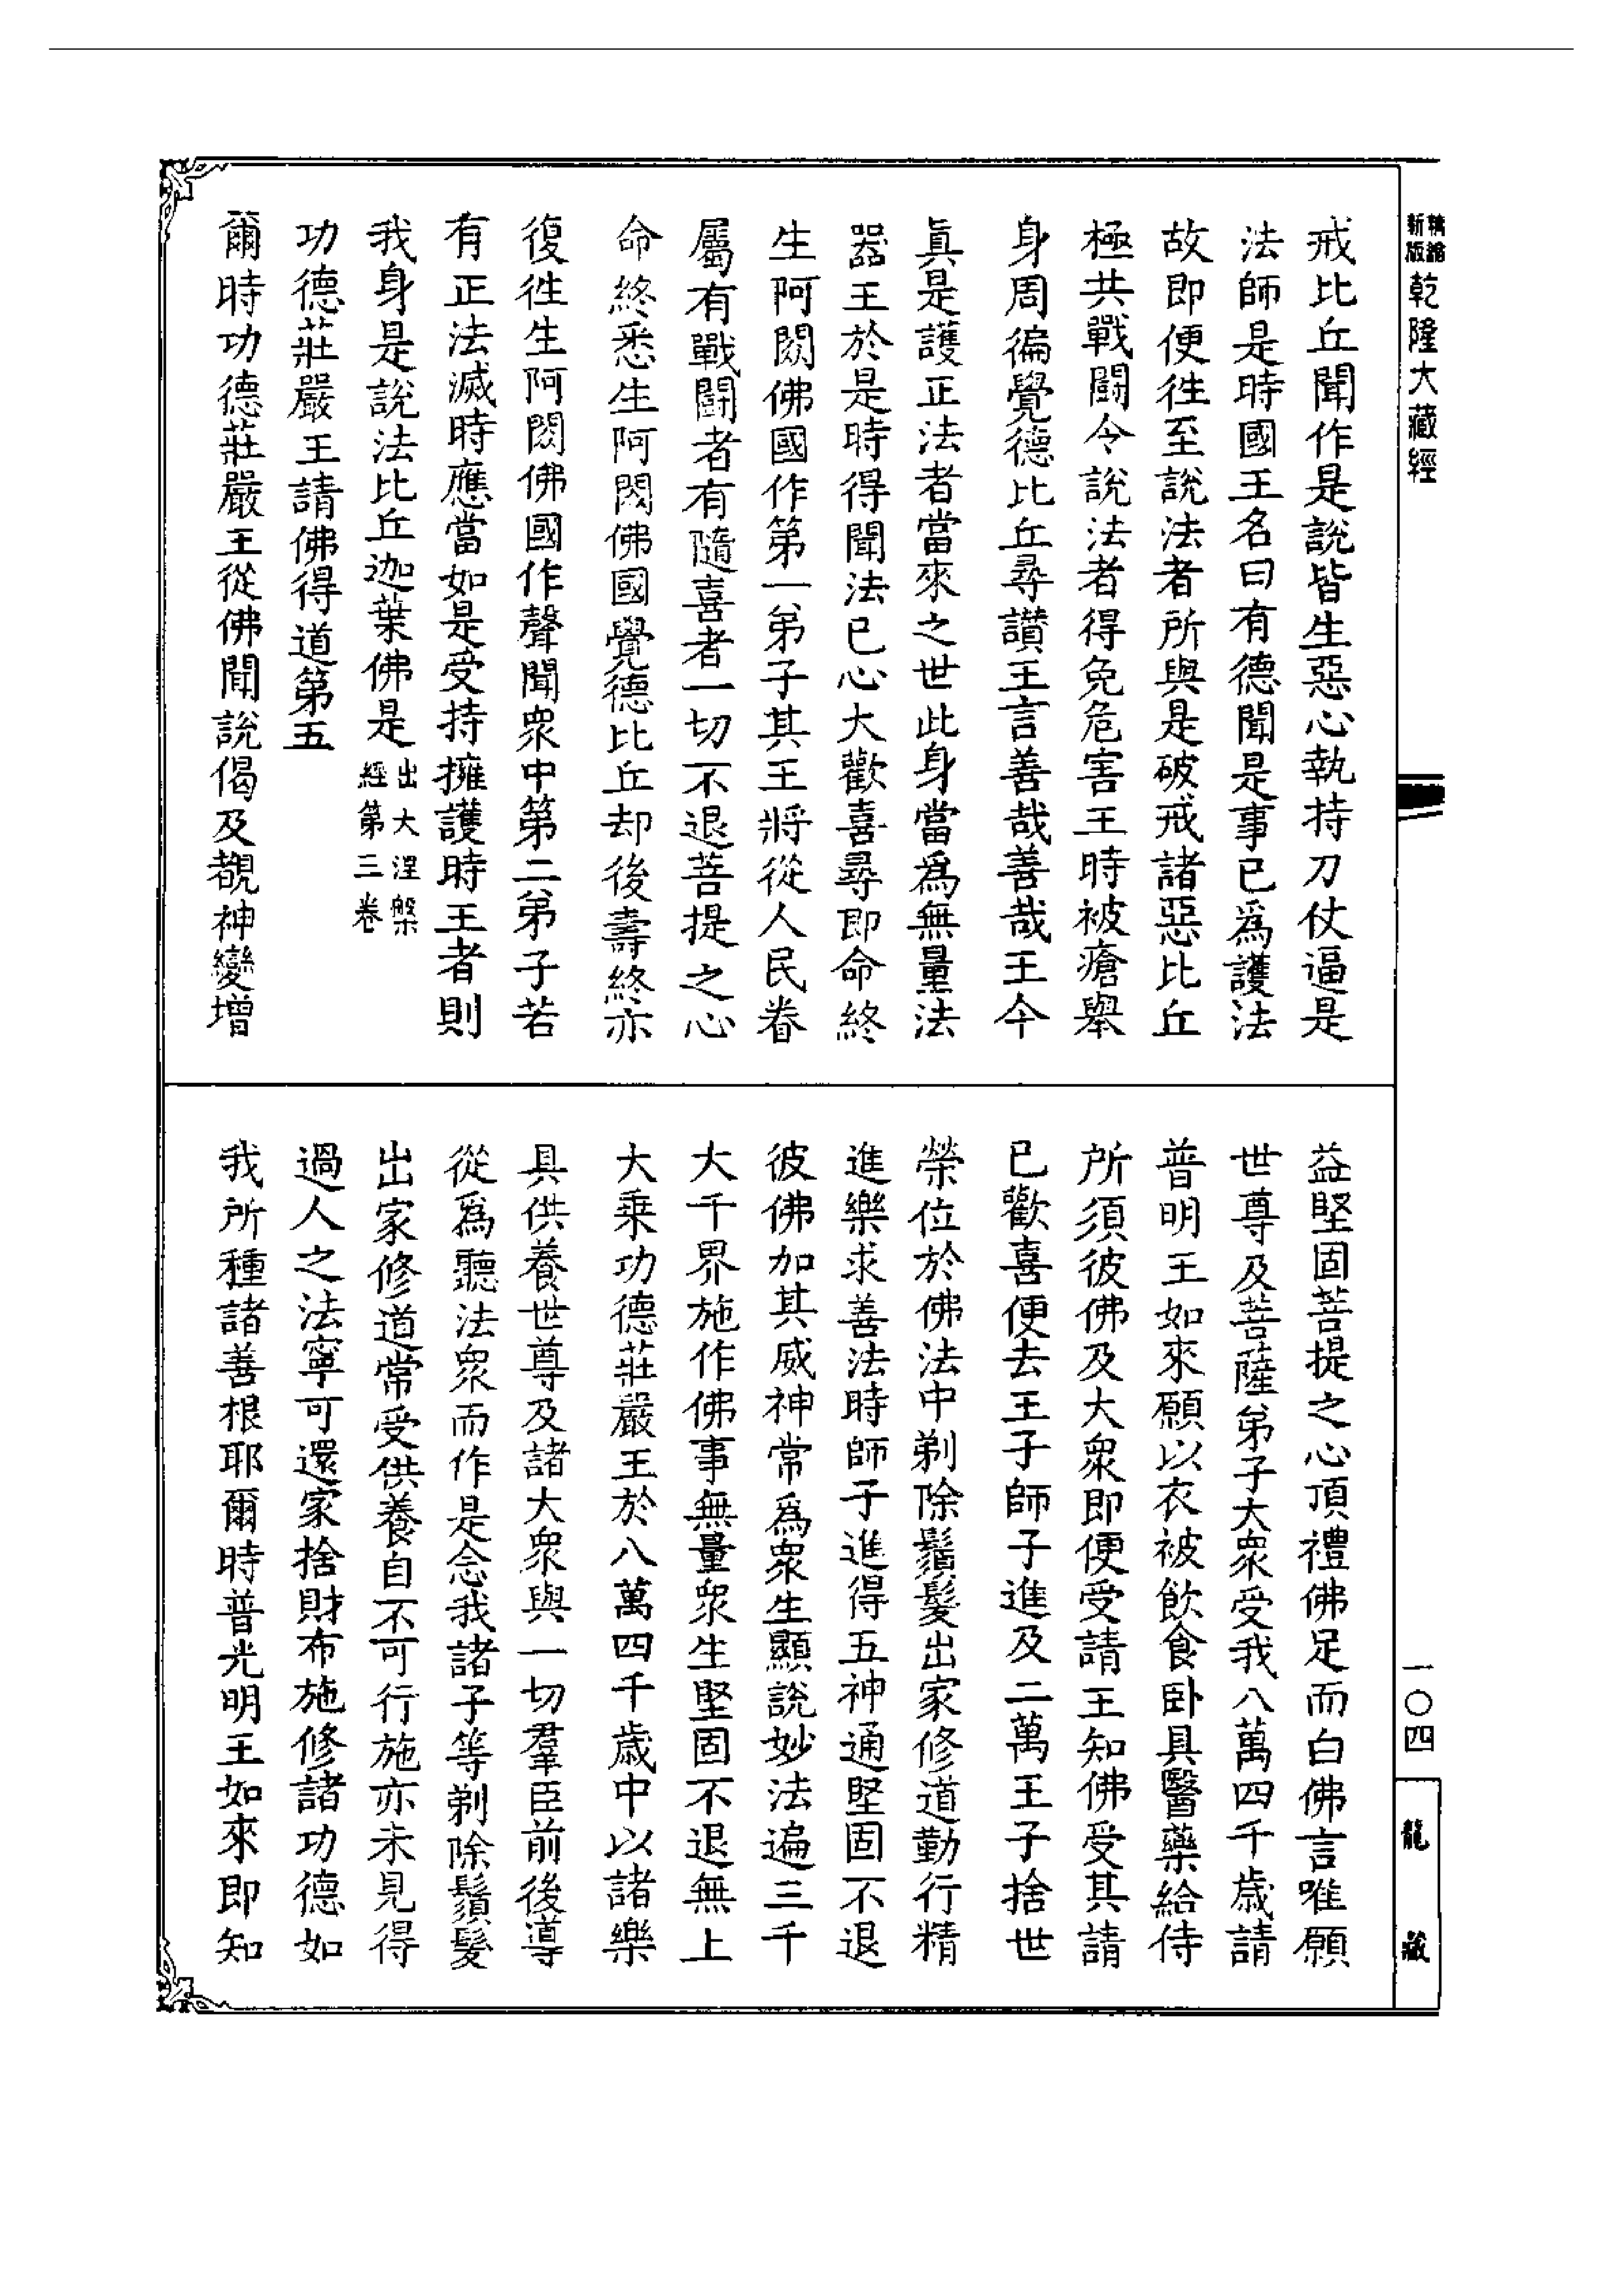 精繪新版 乾隆大藏經
戒比丘聞作是説皆生惡心執持刀仗逼是
法師是時國王名曰有德聞是事已爲護法
故即便徃至説法者所與是破戒諸惡比丘
極共戰鬬令説法者得免危害王時被瘡舉
身周徧覺德比丘尋讃王言善哉善哉王今
眞是護正法者當來之世此身當爲無量法
器王於是時得聞法已心大歡喜尋即命終
生阿閦佛國作第一弟子其王將從人民眷
屬有戰鬬者有隨喜者一切不退菩提之心
命終悉生阿閦佛國覺德比丘却後壽終亦
復徃生阿閦佛國作聲聞衆中第二弟子若
有正法滅時應當如是受持擁護時王者則
我身是説法比丘迦葉佛是出大涅槃經第三卷
功德莊嚴王請佛得道第五
爾時功德莊嚴王從佛聞説偈及覩神變增
益堅固菩提之心頂禮佛足而白佛言唯願
世尊及菩薩弟子大衆受我八萬四千歲請
普明王如來願以衣被飲食卧具醫藥給侍
所須彼佛及大衆即便受請王知佛受其請
已歡喜便去王子師子進及二萬王子捨世
榮位於佛法中剃除鬚髮出家修道勤行精
進樂求善法時師子進得五神通堅固不退
彼佛加其威神常爲衆生顯説妙法遍三千
大千界施作佛事無量衆生堅固不退無上
大乘功德莊嚴王於八萬四千歲中以諸樂
具供養世尊及諸大衆與一切羣臣前後導
從爲聽法衆而作是念我諸子等剃除鬚髮
出家修道常受供養自不可行施亦未見得
過人之法寧可還家捨財布施修諸功德如
我所種諸善根耶爾時普光明王如來即知
一〇四
龍藏